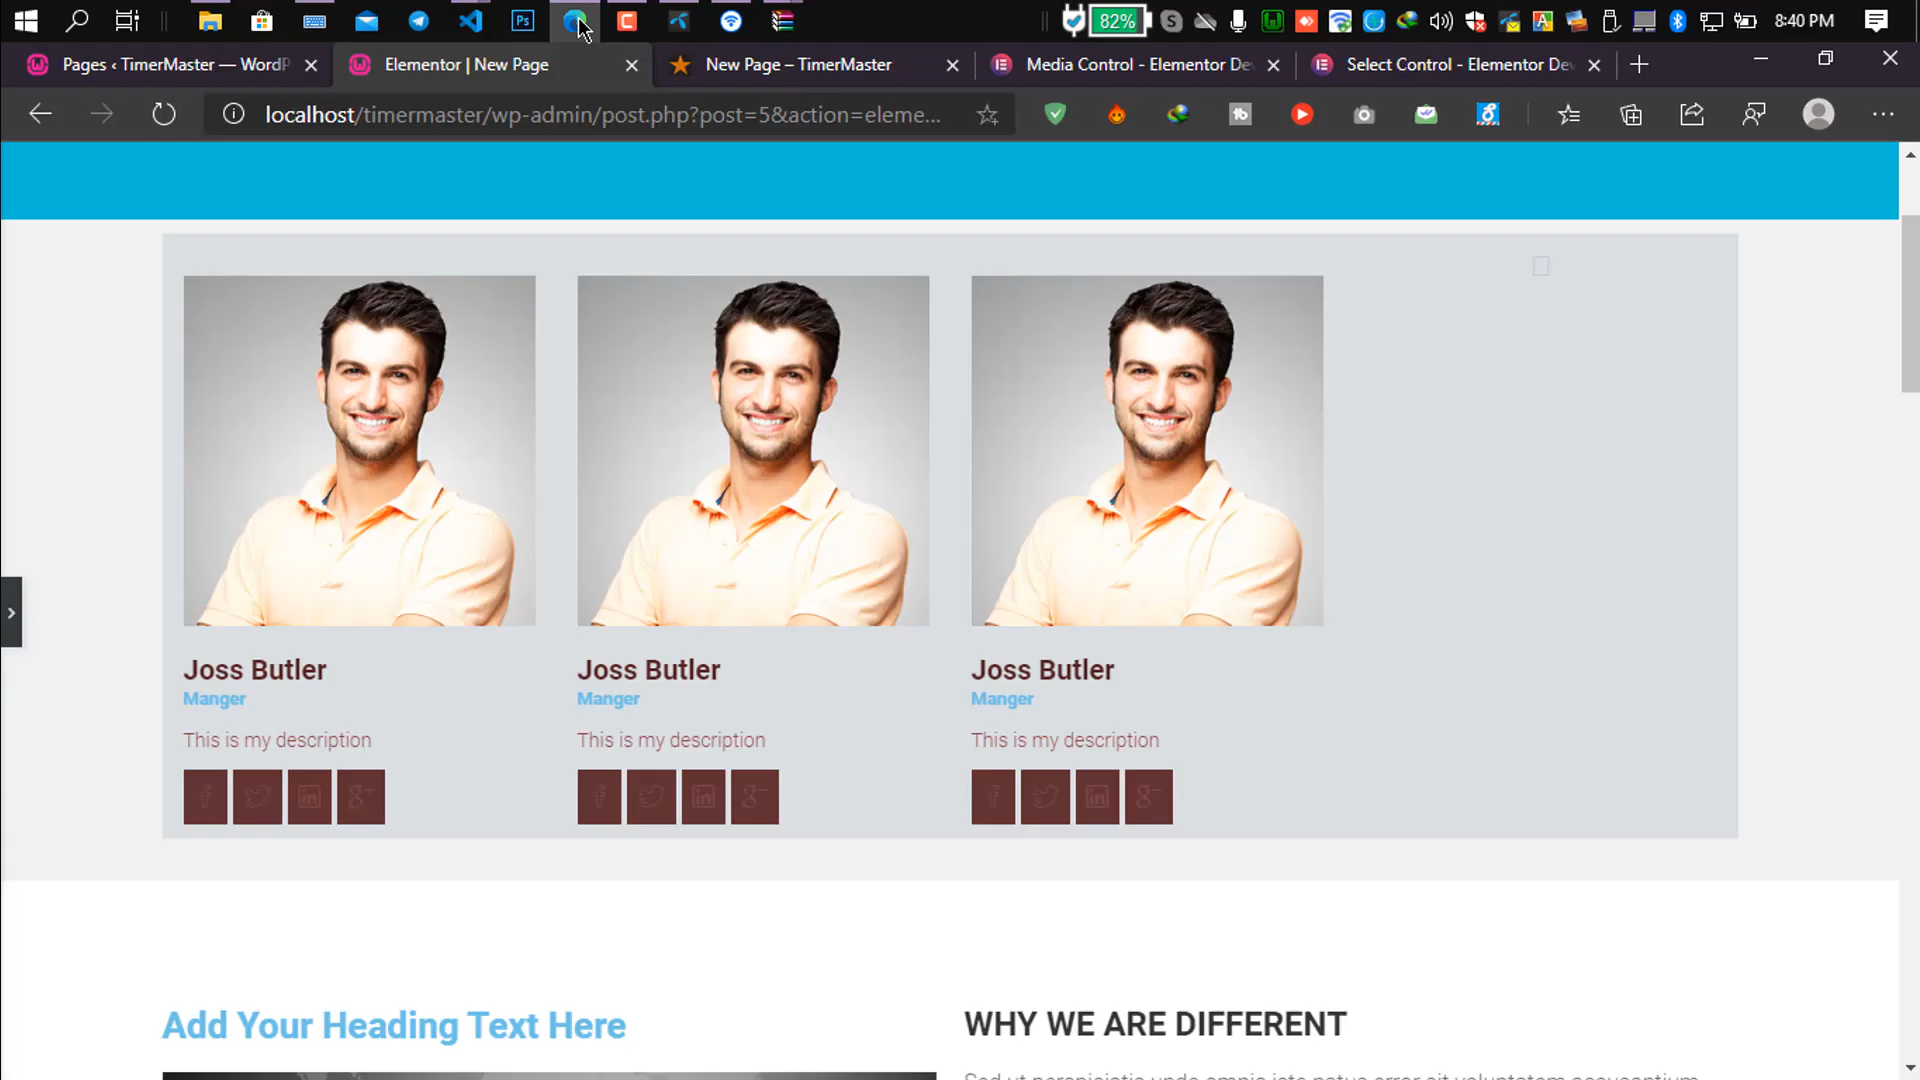 82%
8:40 PM
Pages ‹ TimerMaster — WordP
Elementor | New Page
New Page – TimerMaster
Media Control - Elementor De
Select Control - Elementor De
localhost/timermaster/wp-admin/post.php?post=5&action=eleme...
Joss Butler
Manger
This is my description
Joss Butler
Manger
This is my description
Joss Butler
Manger
This is my description
Add Your Heading Text Here
WHY WE ARE DIFFERENT